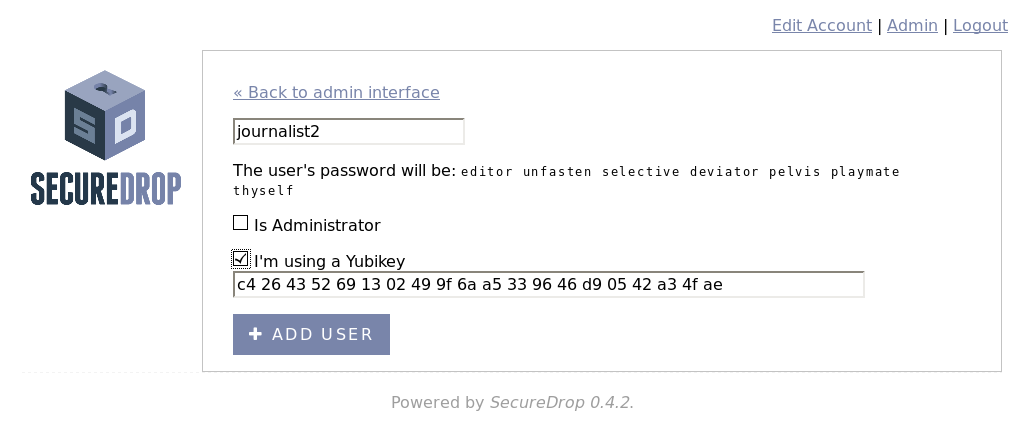 Edit Account | Admin | Logout
« Back to admin interface
journalist2
The user's password will be: editor unfasten selective deviator pelvis playmate
thyself
Is Administrator
I'm using a Yubikey
c4 26 43 52 69 13 02 49 9f 6a a5 33 96 46 d9 05 42 a3 4f ae
+ ADD USER
S D
SECUREDROP
Powered by SecureDrop 0.4.2.